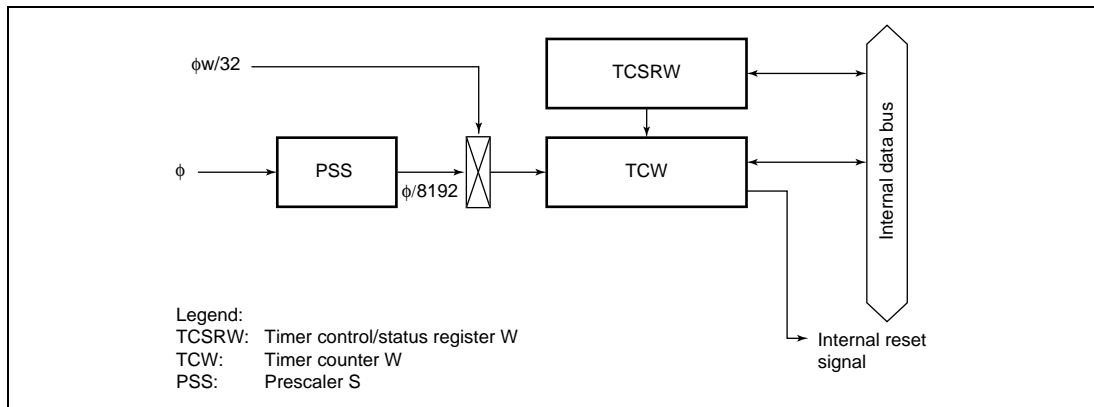 φw/32
TCSRW
φ
PSS
φ/8192
TCW
Internal data bus
Legend:
TCSRW: Timer control/status register W
TCW: Timer counter W
PSS: Prescaler S
Internal reset
signal